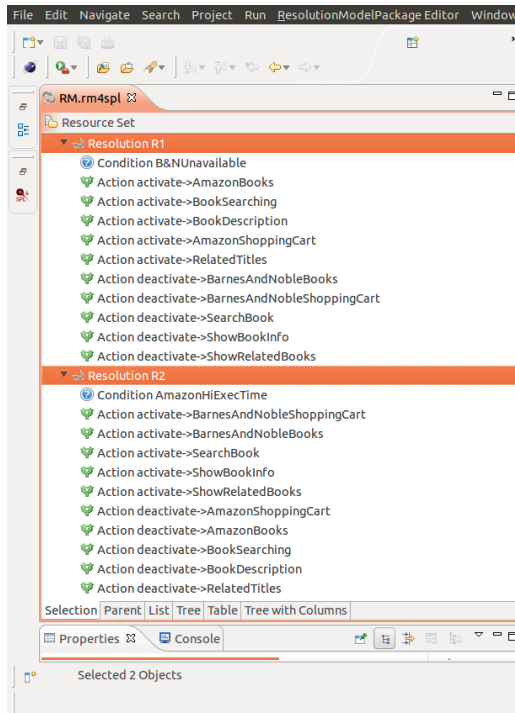 File Edit Navigate Search Project Run ResolutionModelPackage Editor Window
RM.rm4spl
Resource Set
Resolution R1
Condition B&NUnavailable
Action activate->AmazonBooks
Action activate->BookSearching
Action activate->BookDescription
Action activate->AmazonShoppingCart
Action activate->RelatedTitles
Action deactivate->BarnesAndNobleBooks
Action deactivate->BarnesAndNobleShoppingCart
Action deactivate->SearchBook
Action deactivate->ShowBookInfo
Action deactivate->ShowRelatedBooks
Resolution R2
Condition AmazonHiExecTime
Action activate->BarnesAndNobleShoppingCart
Action activate->BarnesAndNobleBooks
Action activate->SearchBook
Action activate->ShowBookInfo
Action activate->ShowRelatedBooks
Action deactivate->AmazonShoppingCart
Action deactivate->AmazonBooks
Action deactivate->BookSearching
Action deactivate->BookDescription
Action deactivate->RelatedTitles
Selection Parent List Tree Table Tree with Columns
Properties Console
Selected 2 Objects